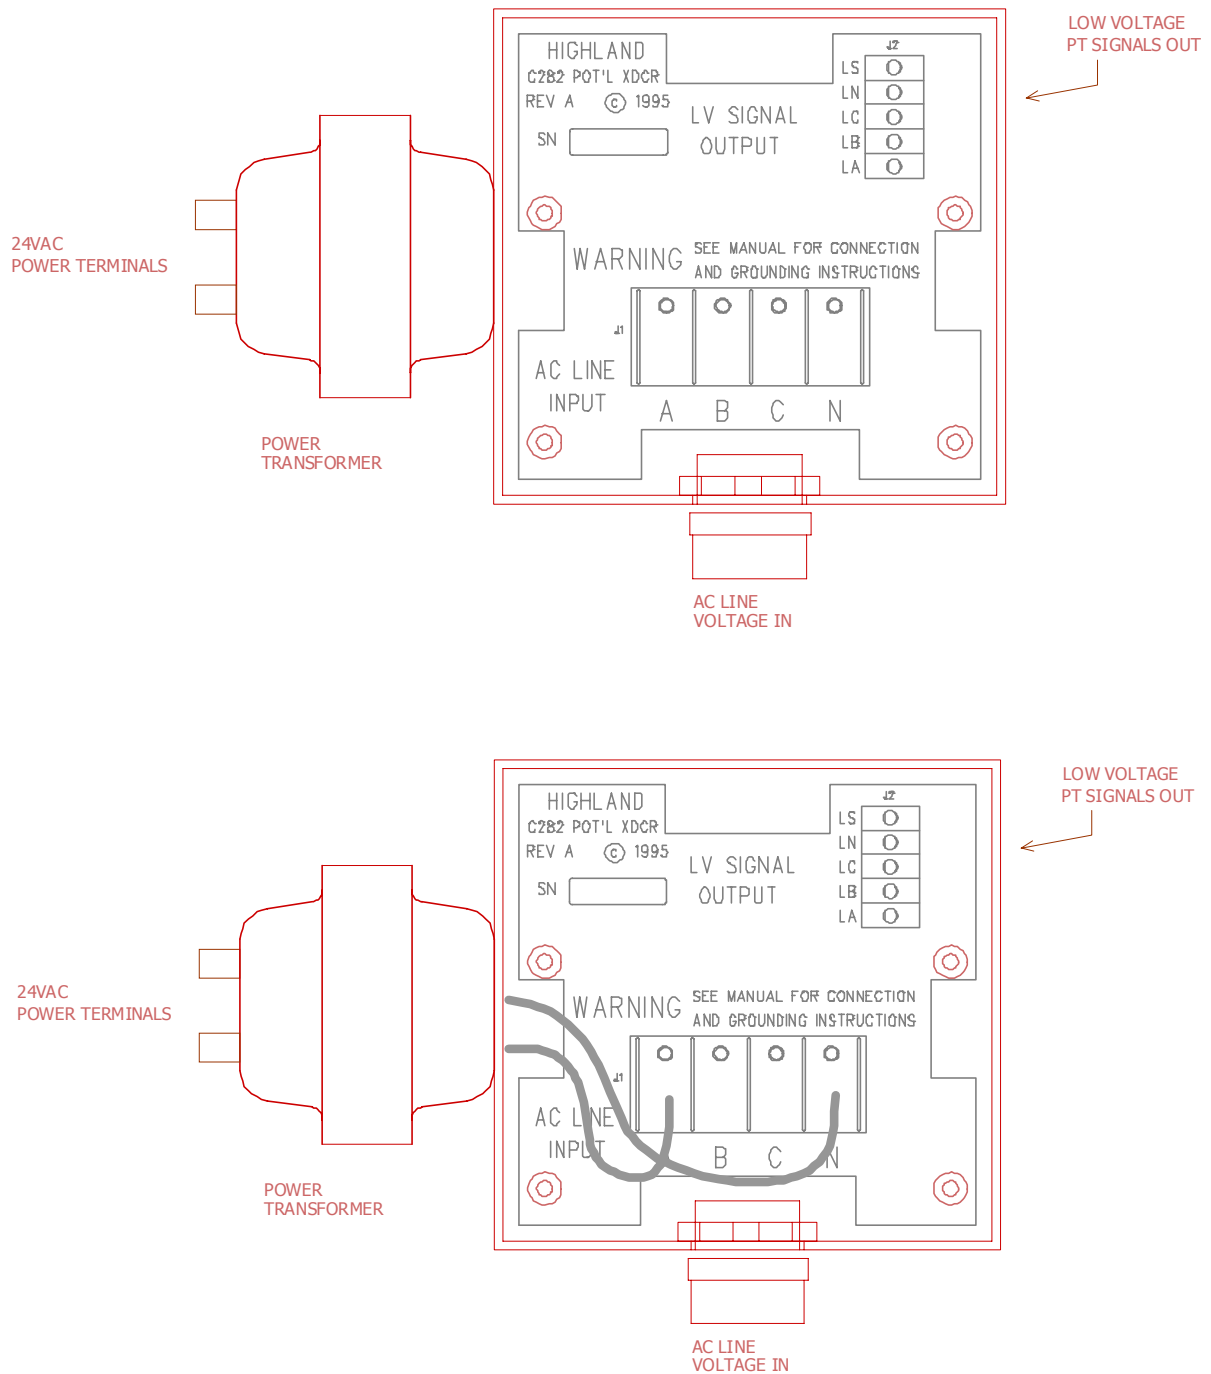 LOW VOLTAGE
PT SIGNALS OUT
HIGHLAND
C282 POT'L XDCR
REV A © 1995
SN
LV SIGNAL
OUTPUT
J2
LS
LN
LC
LB
LA
24VAC
POWER TERMINALS
WARNING
SEE MANUAL FOR CONNECTION
AND GROUNDING INSTRUCTIONS
J1
AC LINE
INPUT
A B C N
POWER
TRANSFORMER
AC LINE
VOLTAGE IN
LOW VOLTAGE
PT SIGNALS OUT
HIGHLAND
C282 POT'L XDCR
REV A © 1995
SN
LV SIGNAL
OUTPUT
J2
LS
LN
LC
LB
LA
24VAC
POWER TERMINALS
WARNING
SEE MANUAL FOR CONNECTION
AND GROUNDING INSTRUCTIONS
J1
AC LINE
INPUT
B C N
POWER
TRANSFORMER
AC LINE
VOLTAGE IN